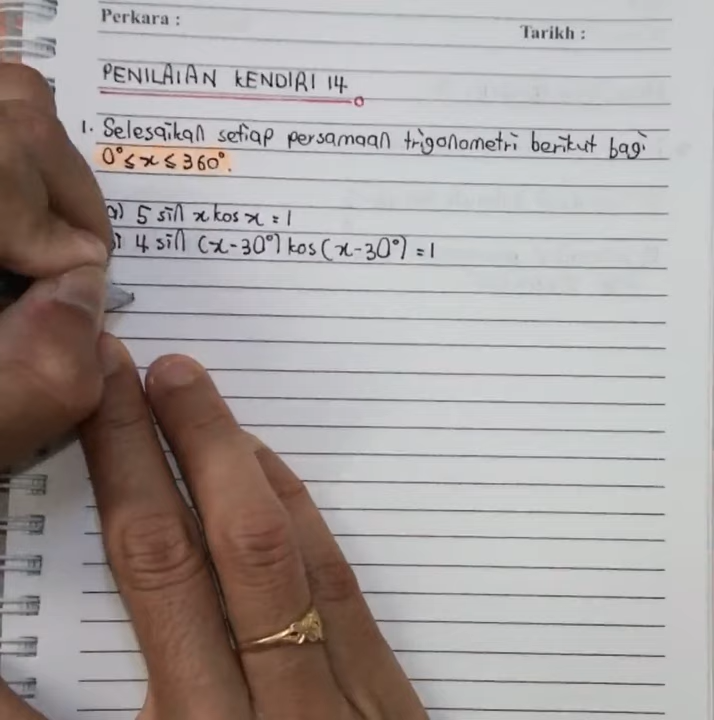 Perkara :
Tarikh :
PENILAIAN KENDIRI 14
1. Selesaikan setiap persamaan trigonometri berikut bagi
0° ≤ x ≤ 360°.
a) 5 sin x kos x = 1
) 4 sin (x-30°) kos (x-30°) = 1